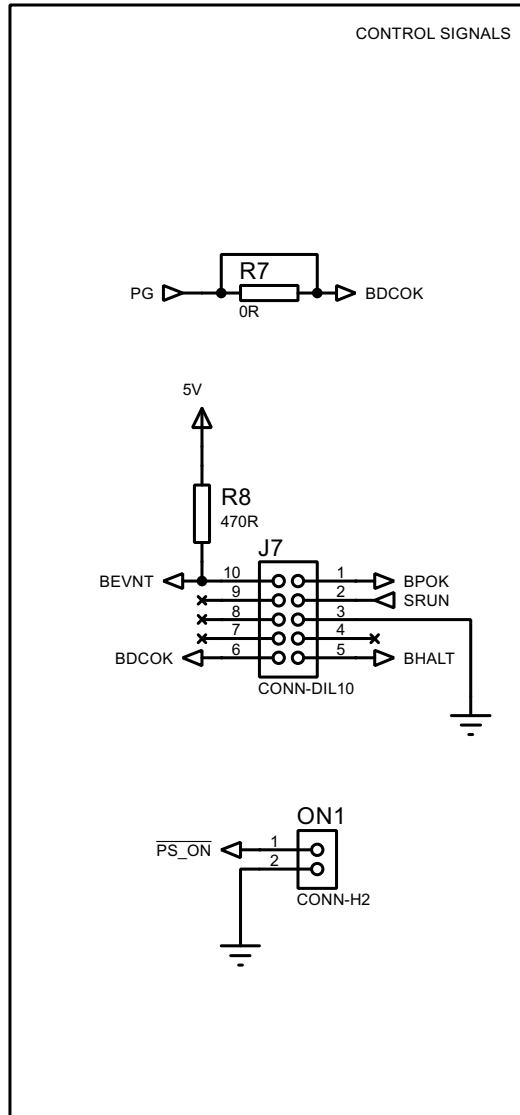 CONTROL SIGNALS
R7
PG
BDCOK
0R
5V
R8
470R
J7
BEVNT 10 1 BPOK
9 2 SRUN
8 3
7 4
BDCOK 6 5 BHALT
CONN-DIL10
ON1
PS_ON 1
2
CONN-H2